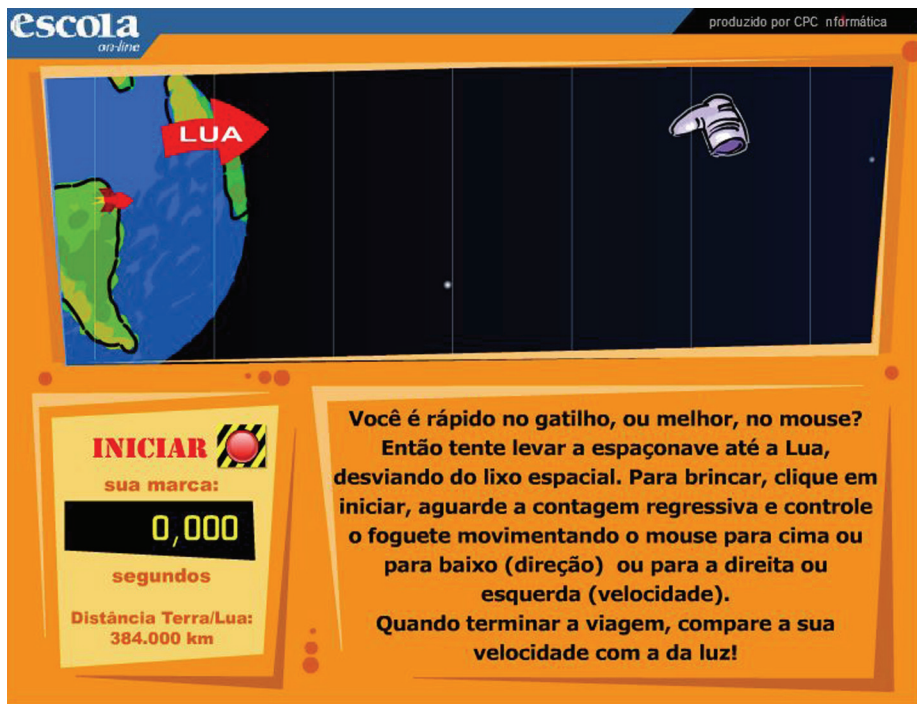 escola
on-line
produzido por CPC nformática
LUA
INICIAR
sua marca:
0,000
segundos
Distância Terra/Lua:
384.000 km
Você é rápido no gatilho, ou melhor, no mouse?
Então tente levar a espaçonave até a Lua,
desviando do lixo espacial. Para brincar, clique em
iniciar, aguarde a contagem regressiva e controle
o foguete movimentando o mouse para cima ou
para baixo (direção) ou para a direita ou
esquerda (velocidade).
Quando terminar a viagem, compare a sua
velocidade com a da luz!